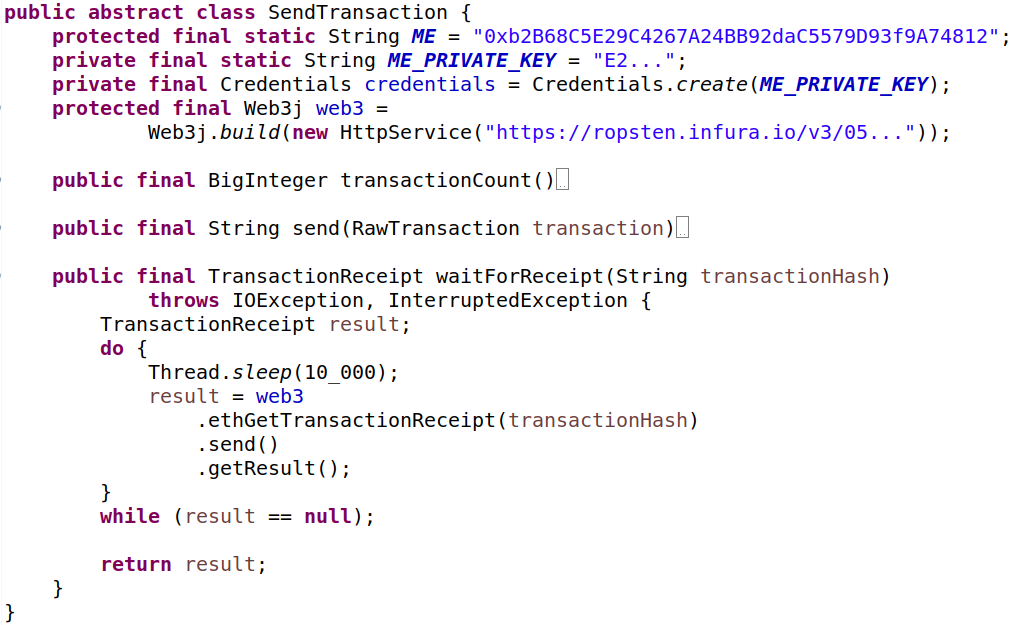 public abstract class SendTransaction {
    protected final static String ME = "0xb2B68C5E29C4267A24BB92daC5579D93f9A74812";
    private final static String ME_PRIVATE_KEY = "E2...";
    private final Credentials credentials = Credentials.create(ME_PRIVATE_KEY);
    protected final Web3j web3 =
            Web3j.build(new HttpService("https://ropsten.infura.io/v3/05..."));

    public final BigInteger transactionCount()..

    public final String send(RawTransaction transaction)..

    public final TransactionReceipt waitForReceipt(String transactionHash)
            throws IOException, InterruptedException {
        TransactionReceipt result;
        do {
            Thread.sleep(10_000);
            result = web3
                .ethGetTransactionReceipt(transactionHash)
                .send()
                .getResult();
        }
        while (result == null);

        return result;
    }
}